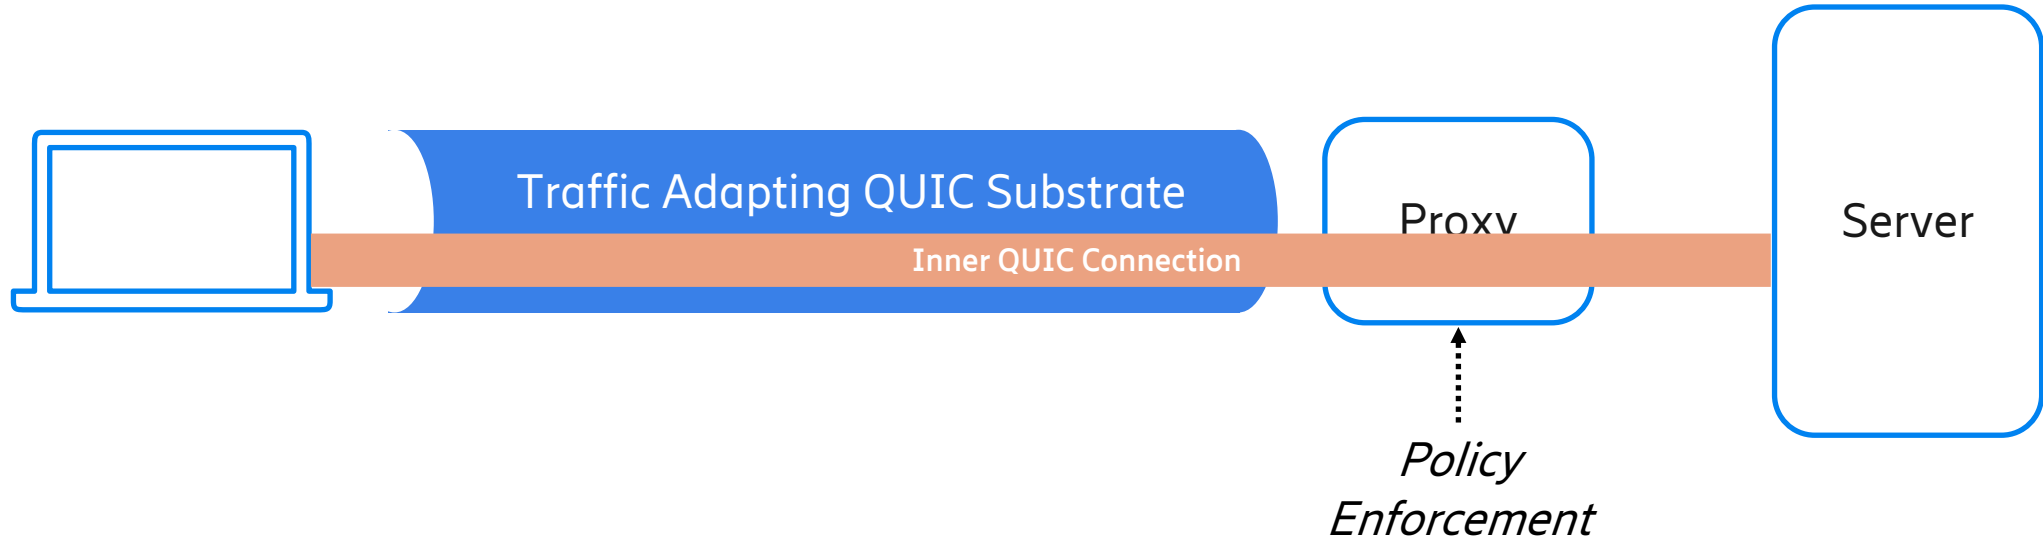 Traffic Adapting QUIC Substrate
Proxy
Server
Inner QUIC Connection
Policy
Enforcement